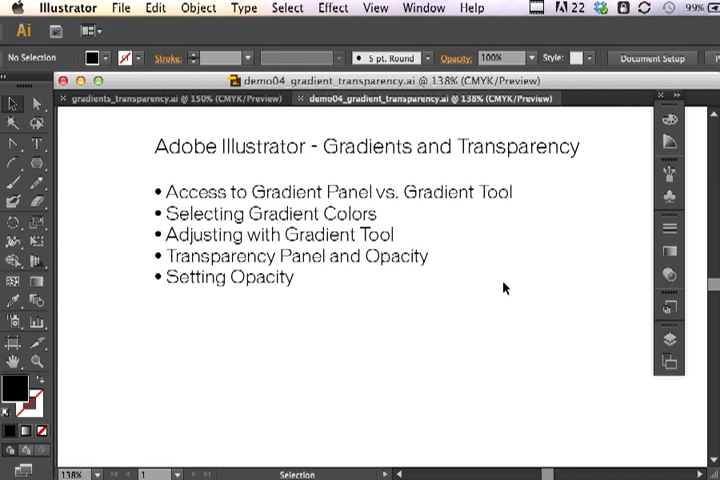 Illustrator File Edit Object Type Select Effect View Window Help 22 99%
Ai
No Selection Stroke: 5 pt. Round Opacity: 100% Style: Document Setup
demo04_gradient_transparency.ai @ 138% (CMYK/Preview)
gradients_transparency.ai @ 150% (CMYK/Preview) demo04_gradient_transparency.ai @ 138% (CMYK/Preview)
Adobe Illustrator - Gradients and Transparency
• Access to Gradient Panel vs. Gradient Tool
• Selecting Gradient Colors
• Adjusting with Gradient Tool
• Transparency Panel and Opacity
• Setting Opacity
138% 1 Selection